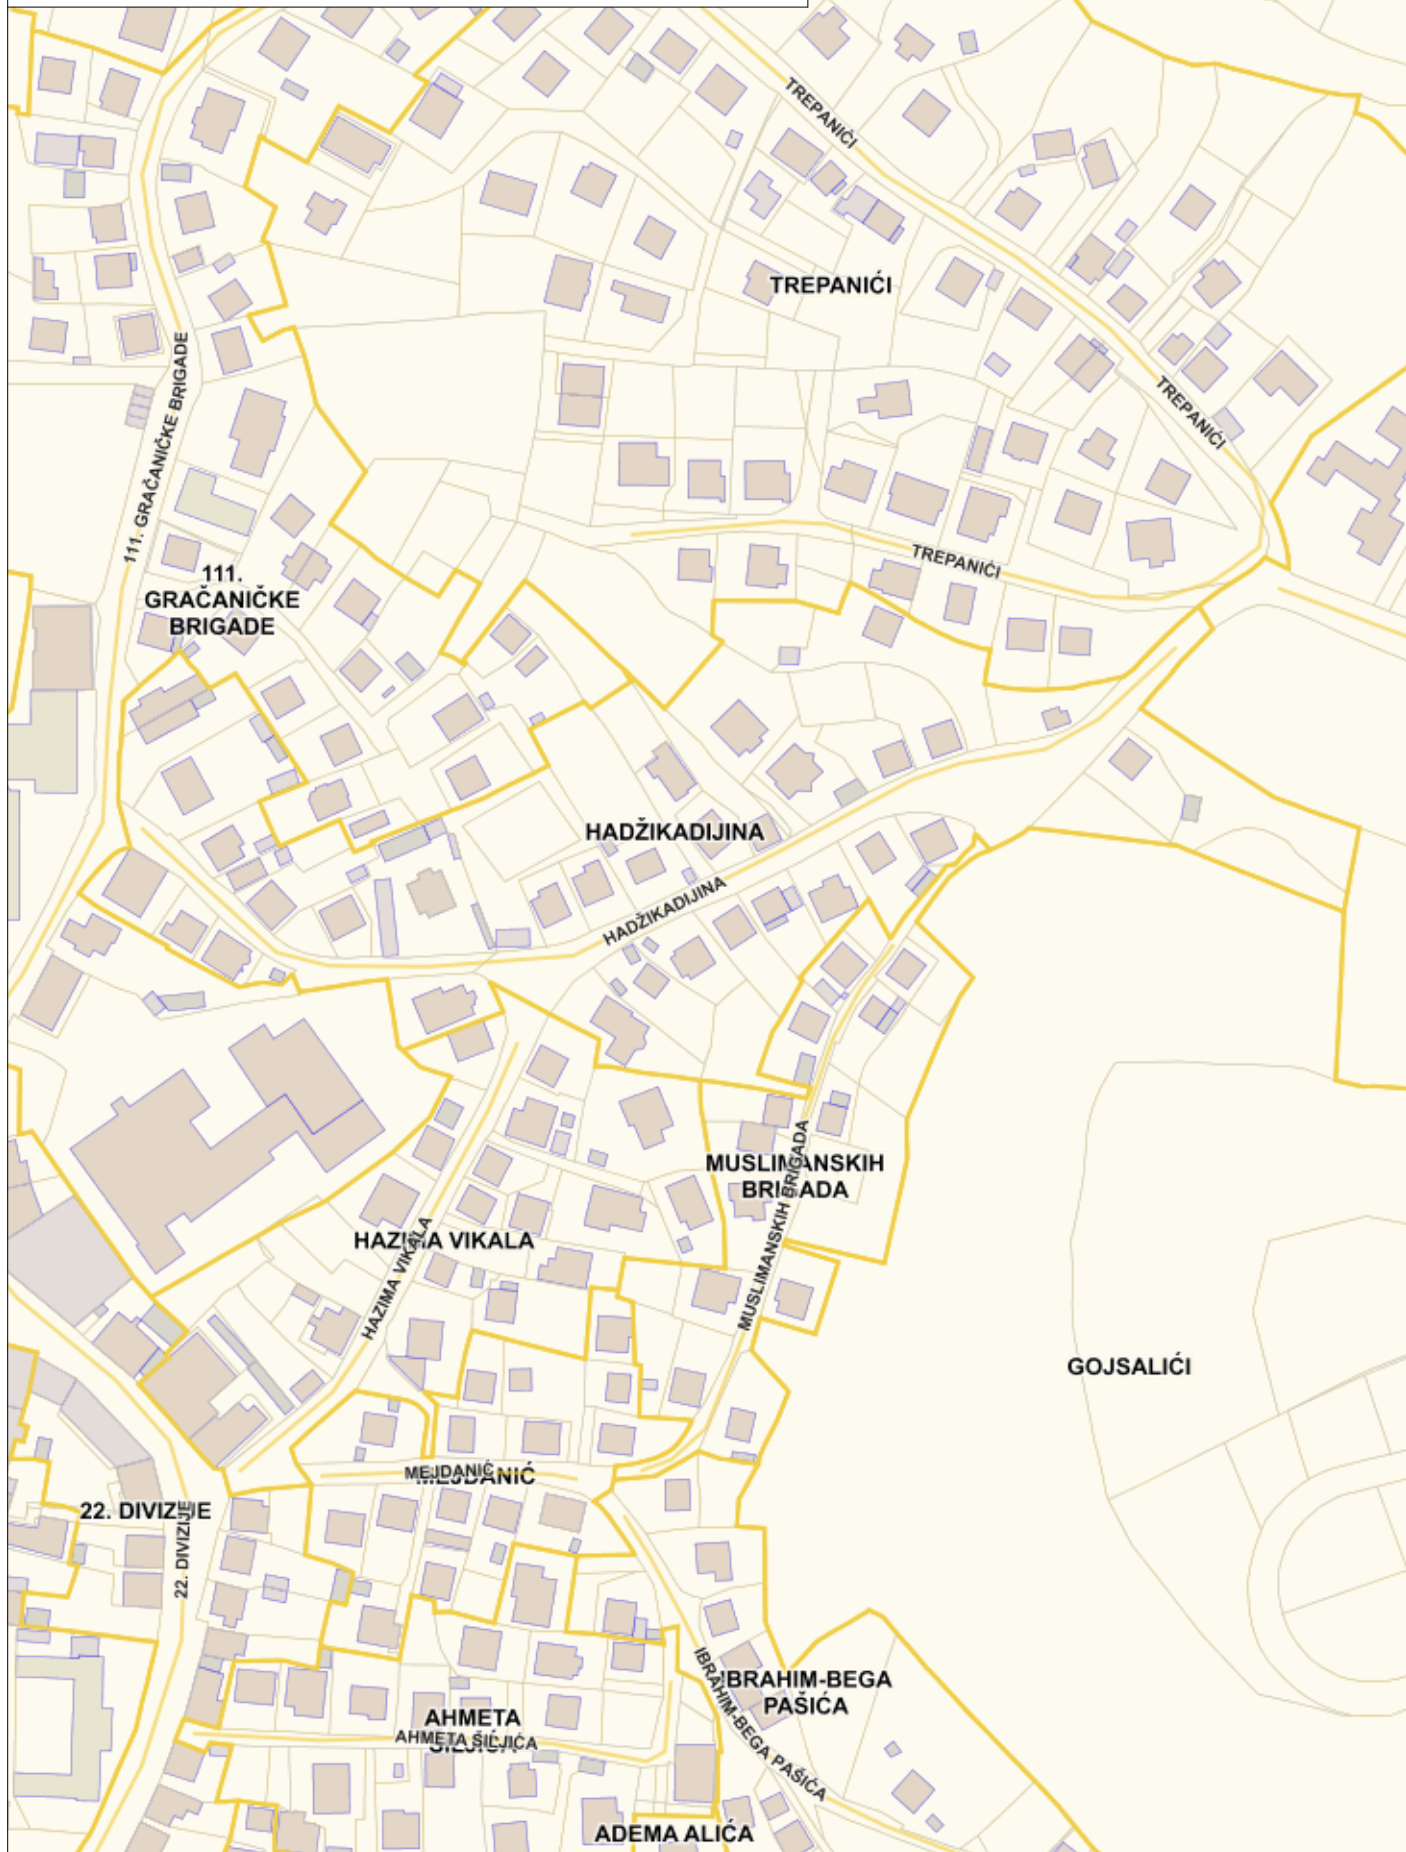 TREPANIĆI
TREPANIĆI
TREPANIĆI
111. GRAČANIČKE BRIGADE
TREPANIĆI
111.
GRAČANIČKE
BRIGADE
HADŽIKADIJINA
HADŽIKADIJINA
MUSLIMANSKIH
BRIGADA
MUSLIMANSKIH BRIGADA
HAZIMA VIKALA
HAZIMA VIKALA
GOJSALIĆI
MEJDANIĆ
MEJDANIĆ
22. DIVIZIJE
22. DIVIZIJE
IBRAHIM-BEGA
PAŠIĆA
IBRAHIM-BEGA PAŠIĆA
AHMETA
AHMETA ŠILJIĆA
ADEMA ALIĆA